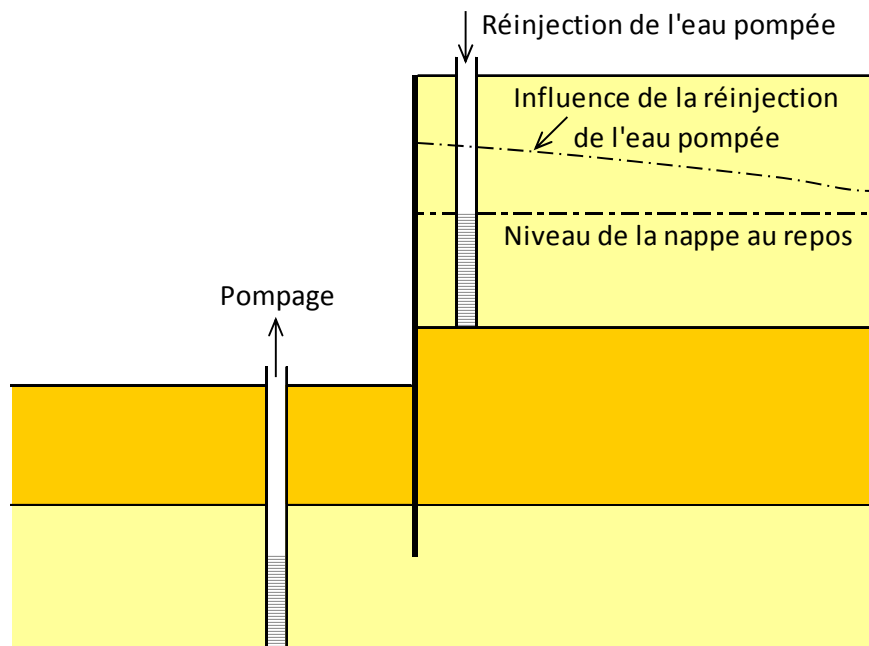 Réinjection de l'eau pompée
Influence de la réinjection
de l'eau pompée
Niveau de la nappe au repos
Pompage